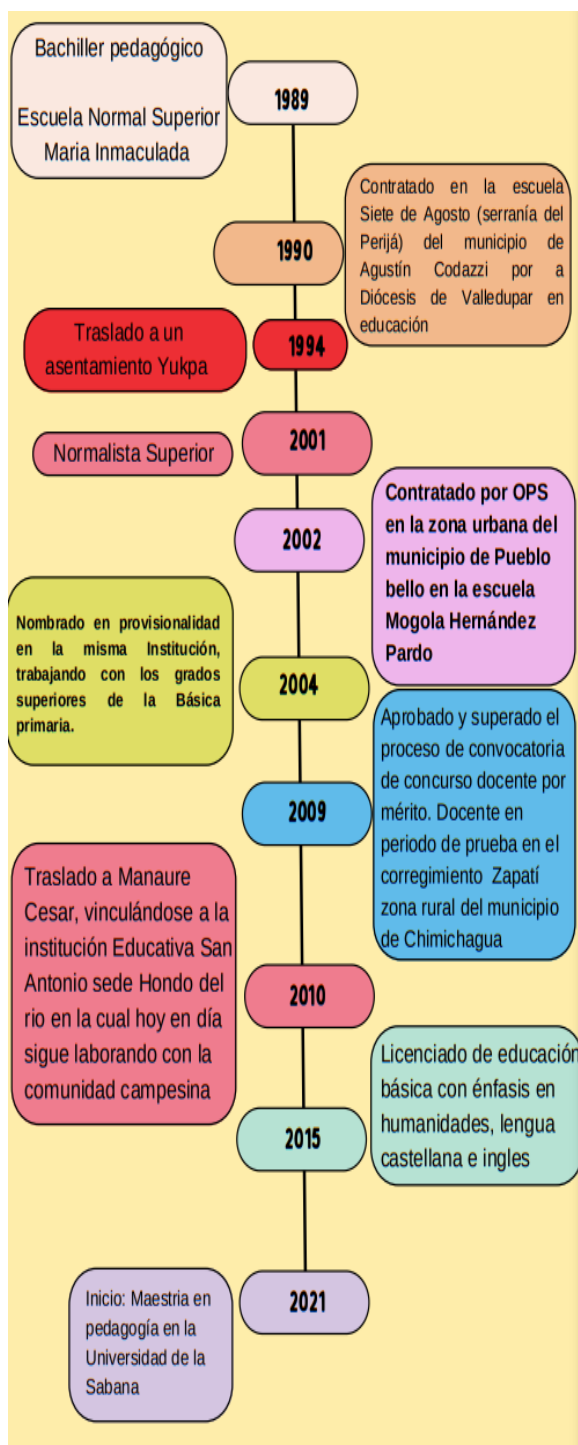 Bachiller pedagógico
Escuela Normal Superior
Maria Inmaculada
1989
1990
Contratado en la escuela
Siete de Agosto (serranía del
Perijá) del municipio de
Agustín Codazzi por a
Diócesis de Valledupar en
educación
Traslado a un
asentamiento Yukpa
1994
Normalista Superior
2001
2002
Contratado por OPS
en la zona urbana del
municipio de Pueblo
bello en la escuela
Mogola Hernández
Pardo
Nombrado en provisionalidad
en la misma Institución,
trabajando con los grados
superiores de la Básica
primaria.
2004
2009
Aprobado y superado el
proceso de convocatoria
de concurso docente por
mérito. Docente en
periodo de prueba en el
corregimiento Zapatí
zona rural del municipio
de Chimichagua
Traslado a Manaure
Cesar, vinculándose a la
institución Educativa San
Antonio sede Hondo del
rio en la cual hoy en día
sigue laborando con la
comunidad campesina
2010
2015
Licenciado de educación
básica con énfasis en
humanidades, lengua
castellana e ingles
Inicio: Maestria en
pedagogía en la
Universidad de la
Sabana
2021